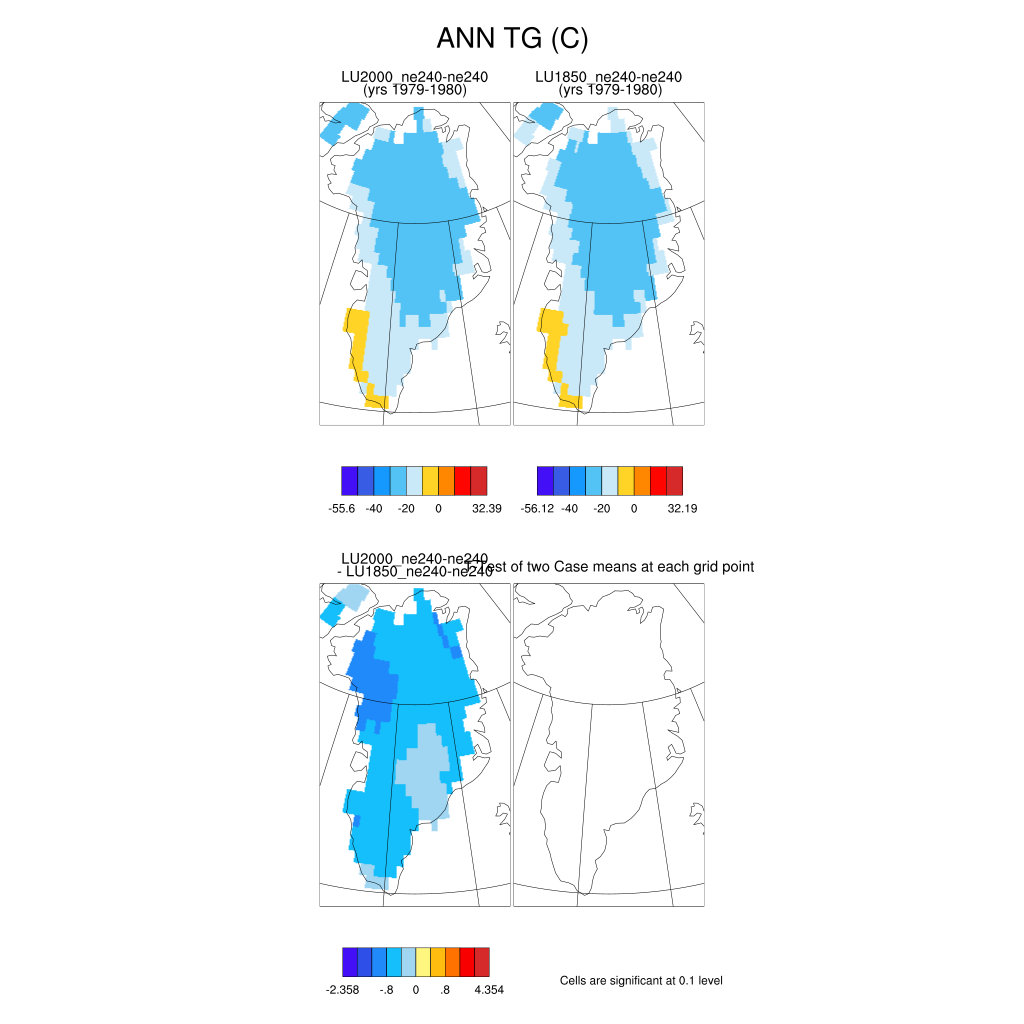 ANN TG (C)
LU2000_ne240-ne240
(yrs 1979-1980)
LU1850_ne240-ne240
(yrs 1979-1980)
-55.6 -40 -20 0 32.39
-56.12 -40 -20 0 32.19
LU2000_ne240-ne240
- LU1850_ne240-ne240
T-Test of two Case means at each grid point
-2.358 -.8 0 .8 4.354
Cells are significant at 0.1 level